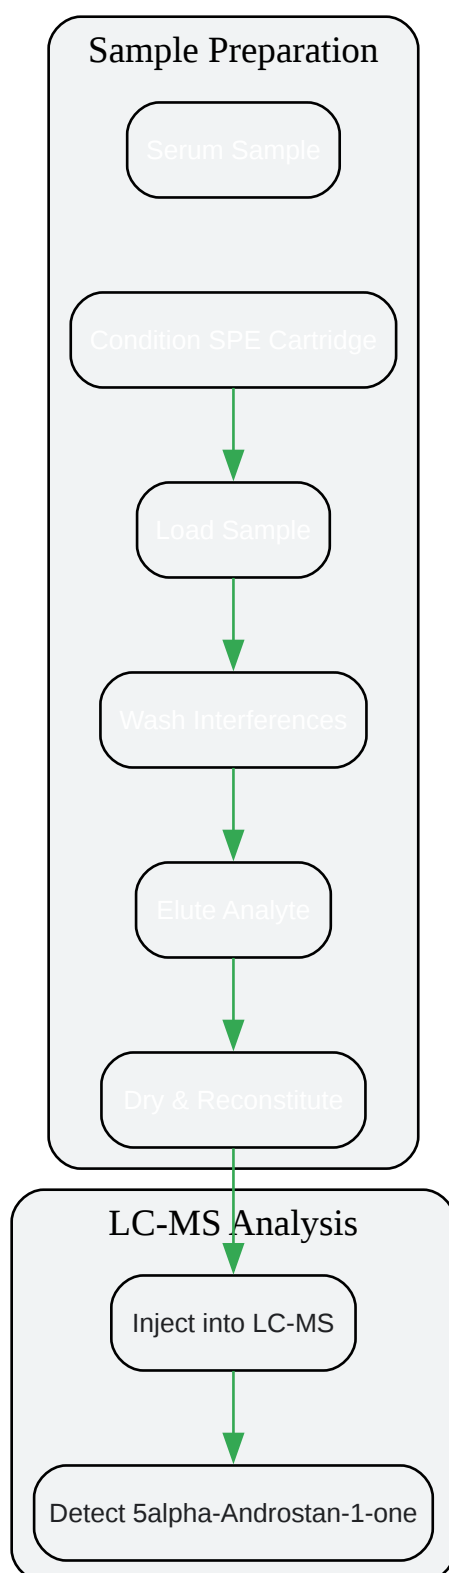 Sample Preparation
Serum Sample
Condition SPE Cartridge
Load Sample
Wash Interferences
Elute Analyte
Dry & Reconstitute
LC-MS Analysis
Inject into LC-MS
Detect 5alpha-Androstan-1-one